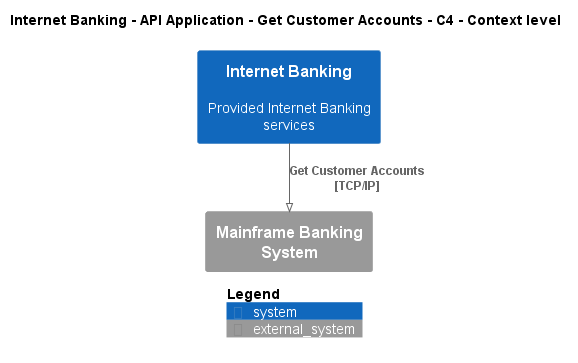 Internet Banking - API Application - Get Customer Accounts - C4 - Context level
Internet Banking
Provided Internet Banking
services
Get Customer Accounts
[TCP/IP]
Mainframe Banking
System
Legend
system
external_system